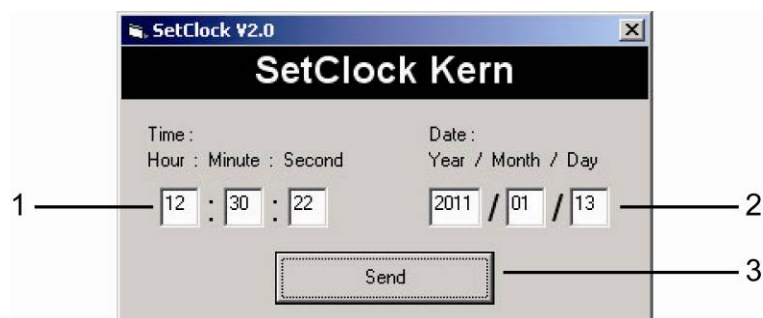 SetClock V2.0
SetClock Kern
Time : Date :
Hour : Minute : Second Year / Month / Day
1 12 : 30 : 22 2011 / 01 / 13 2
Send 3